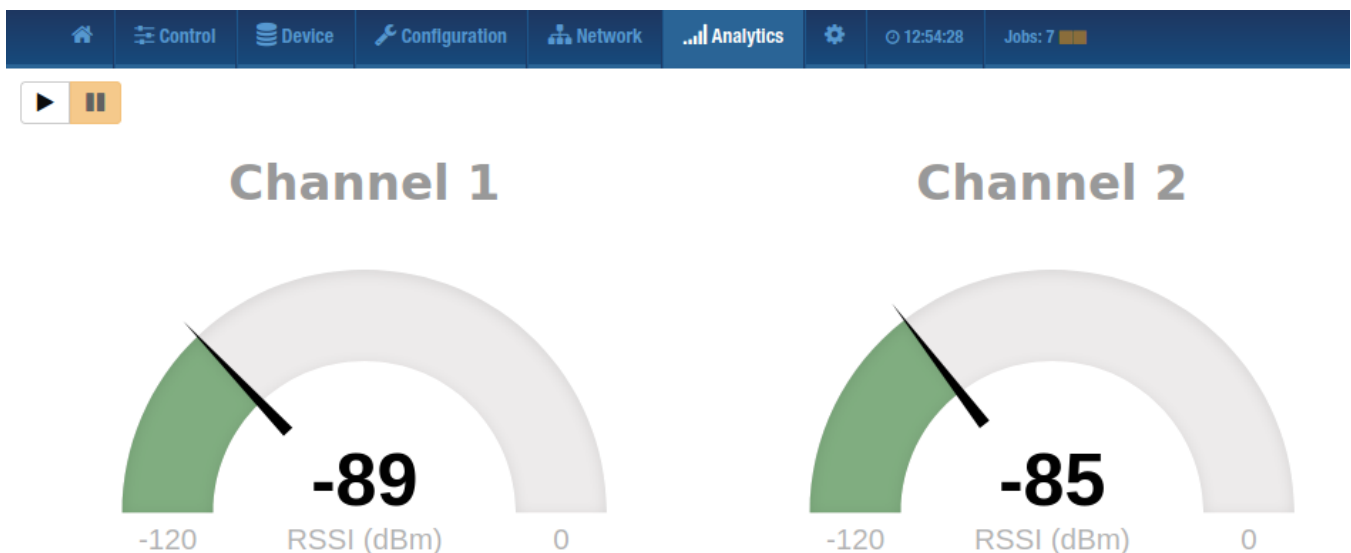 Control Device Configuration Network Analytics 12:54:28 Jobs: 7
Channel 1 Channel 2
-89 -85
-120 RSSI (dBm) 0 -120 RSSI (dBm) 0